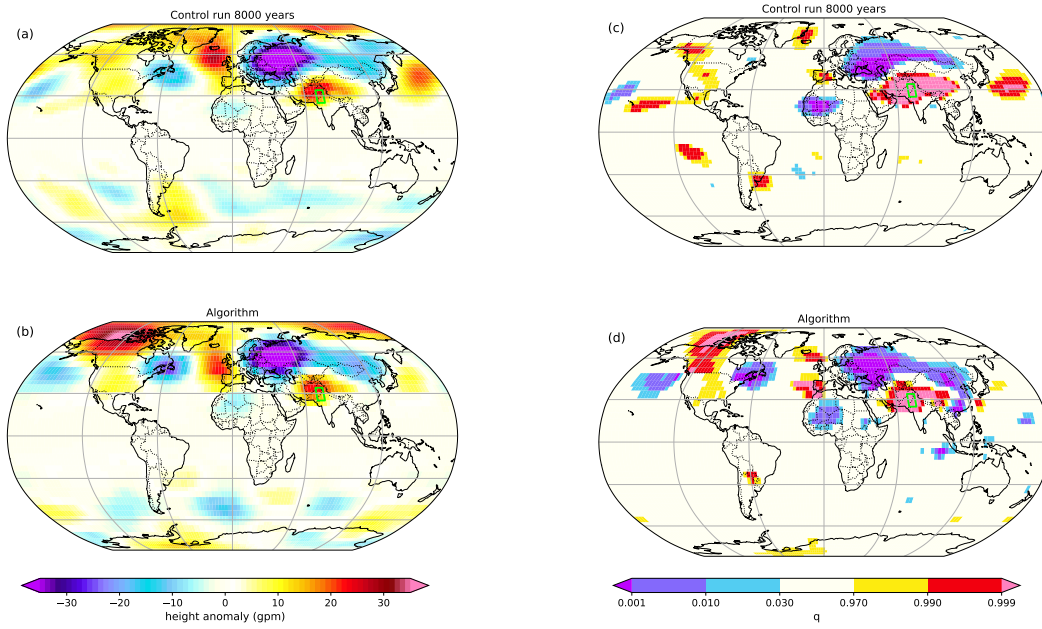 Control run 8000 years
(a)
Control run 8000 years
(c)
Algorithm
(b)
Algorithm
(d)
−30 −20 −10 0 10 20 30
height anomaly (gpm)
0.001 0.010 0.030 0.970 0.990 0.999
q